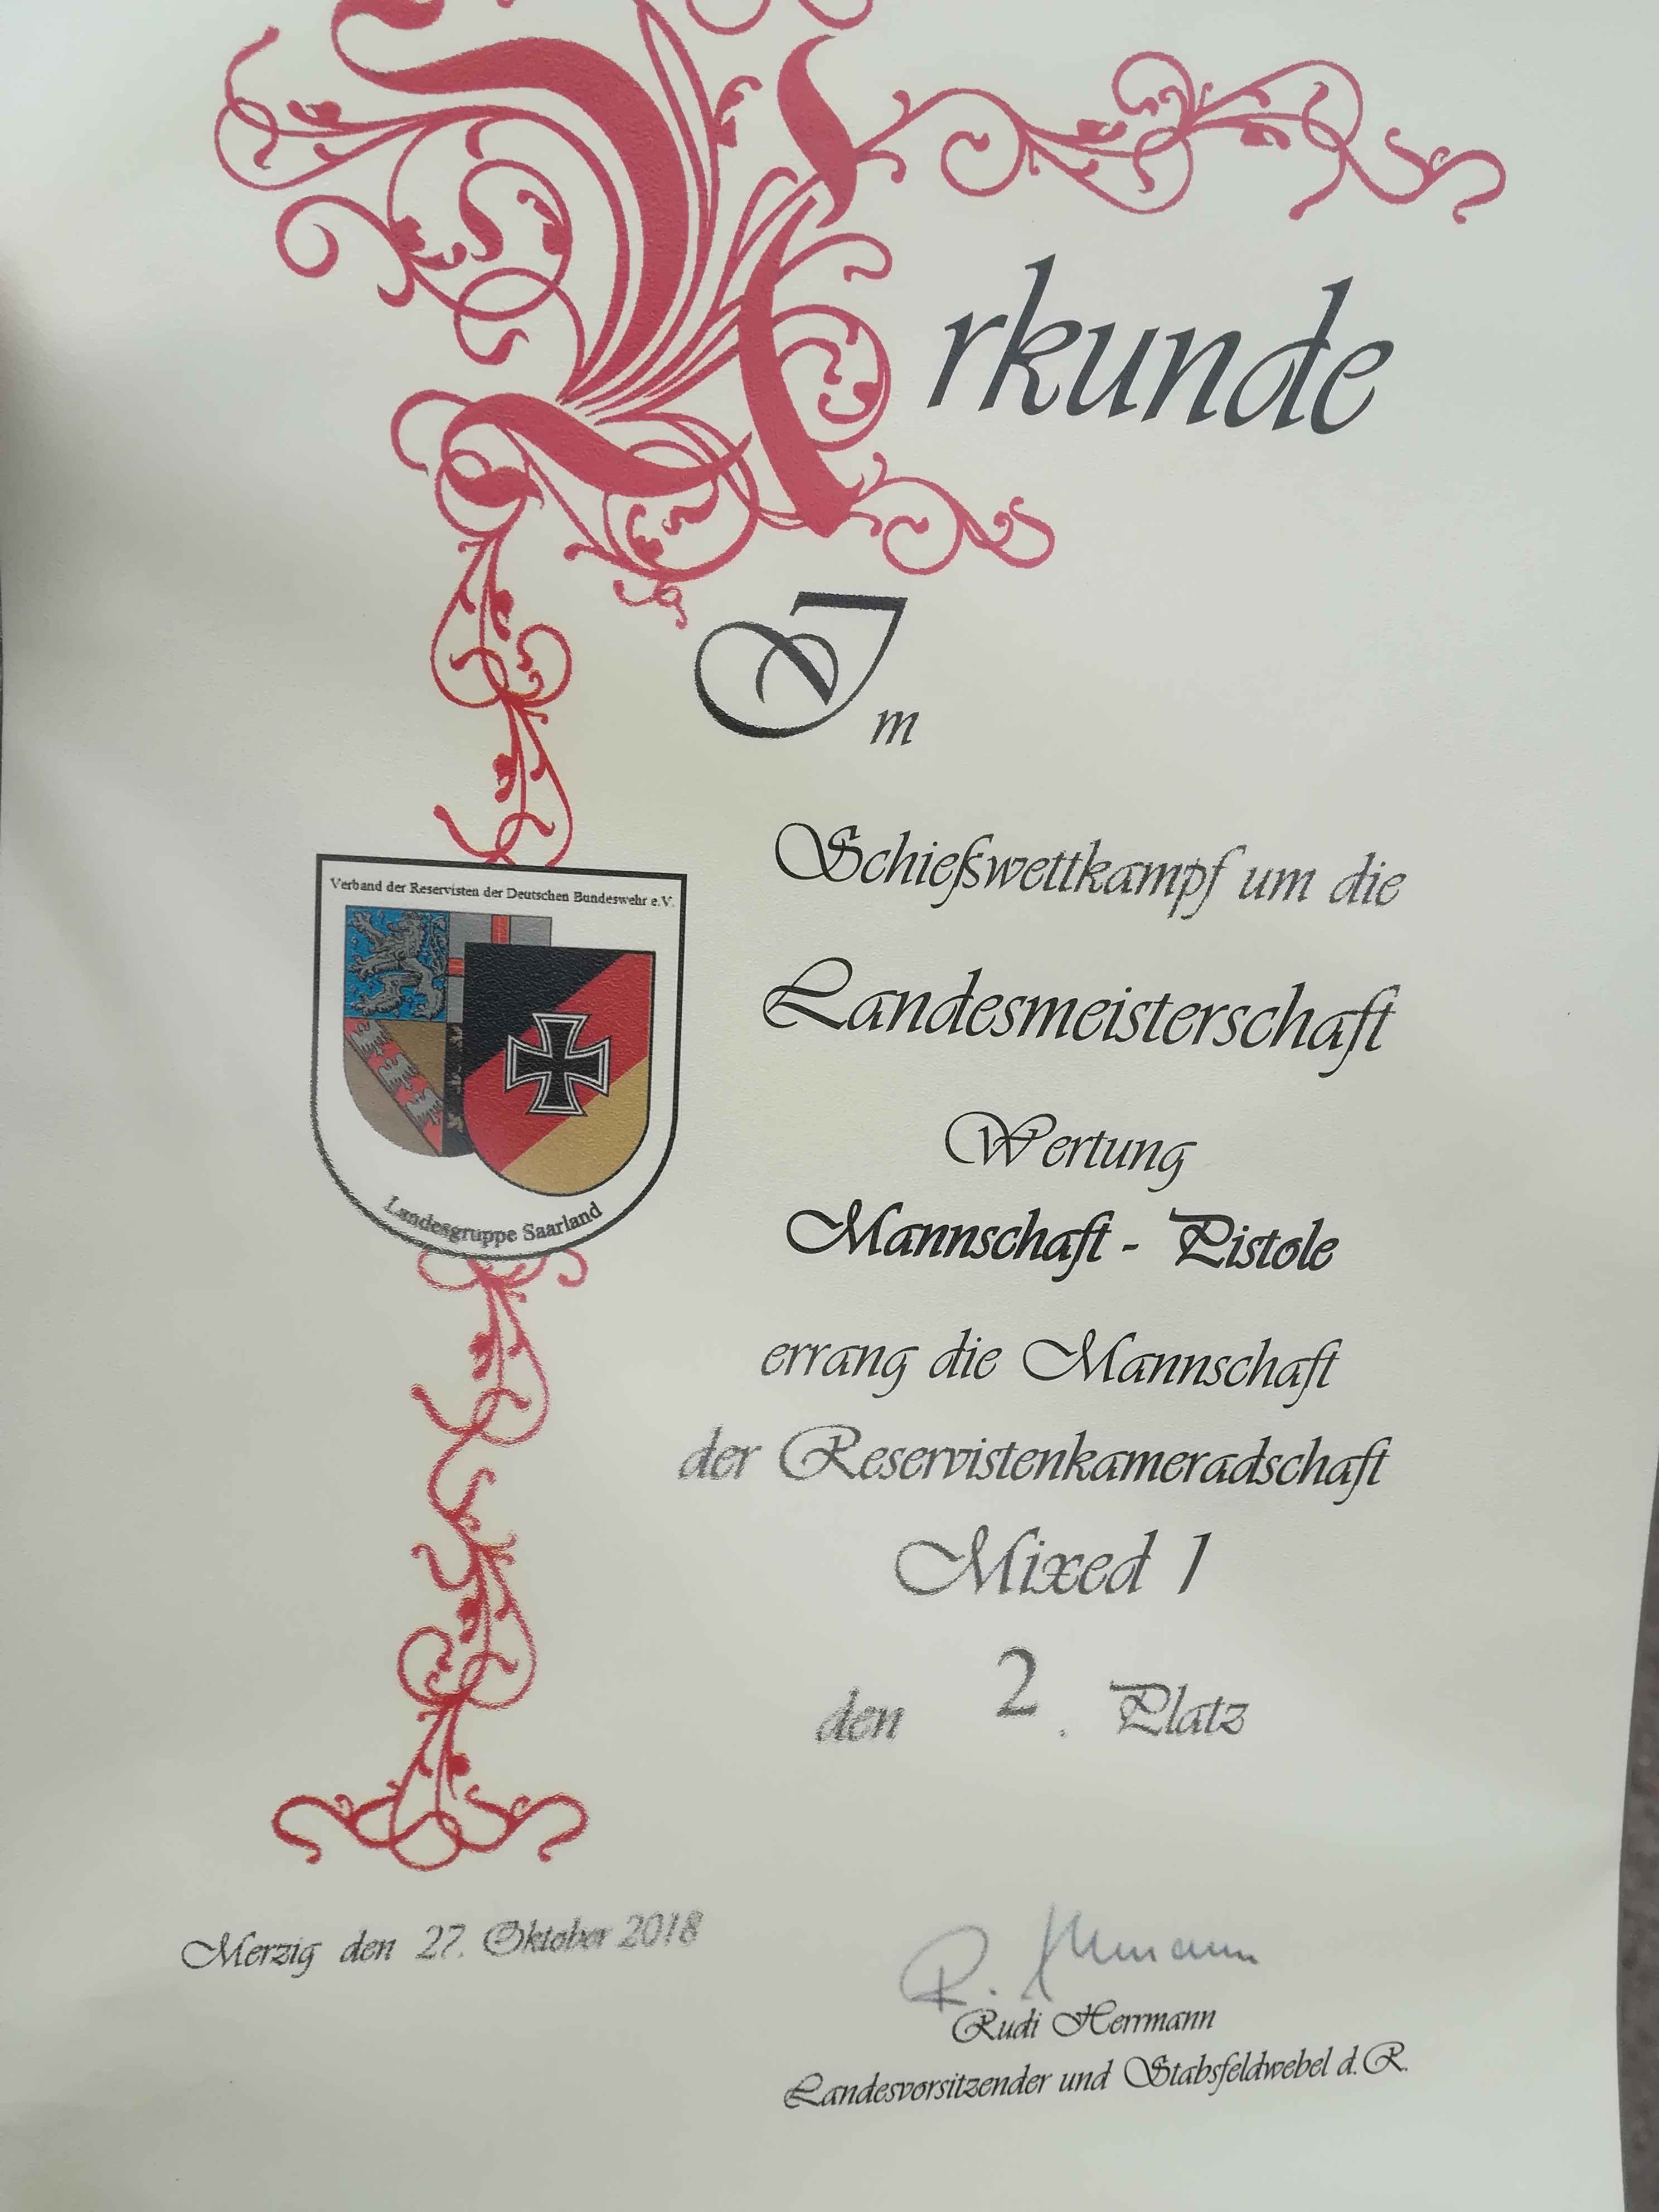 Urkunde
Im
Schießwettkampf um die
Landesmeisterschaft
Wertung
Mannschaft - Pistole
errang die Mannschaft
der Reservistenkameradschaft
Mixed 1
den 2. Platz
Verband der Reservisten der Deutschen Bundeswehr e.V.
Landesgruppe Saarland
Merzig den 27. Oktober 2018
R. Herrmann
Rudi Herrmann
Landesvorsitzender und Stabsfeldwebel d.R.